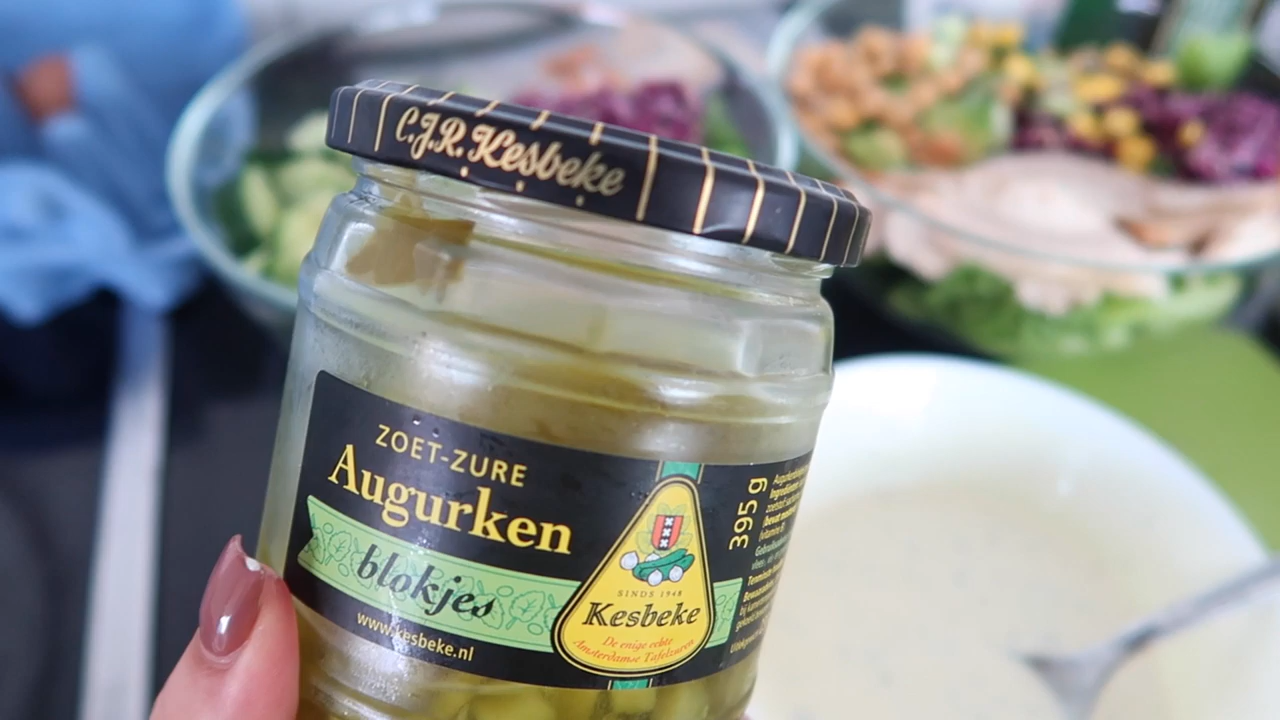 C.J.R. Kesbeke
ZOET-ZURE
Augurken
blokjes
www.kesbeke.nl
SINDS 1948
Kesbeke
De enige echte
Amsterdamse Tafelzuren
395 g